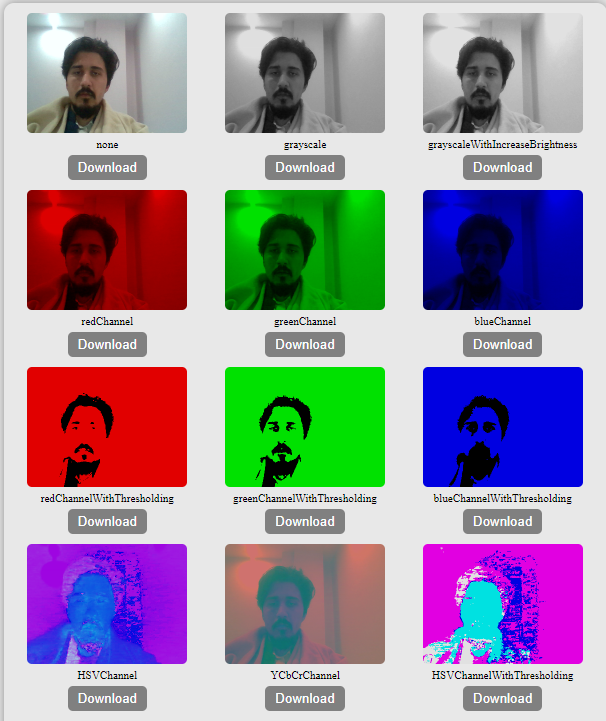 none
grayscale
grayscaleWithIncreaseBrightness
Download
Download
Download
redChannel
greenChannel
blueChannel
Download
Download
Download
redChannelWithThresholding
greenChannelWithThresholding
blueChannelWithThresholding
Download
Download
Download
HSVChannel
YCbCrChannel
HSVChannelWithThresholding
Download
Download
Download